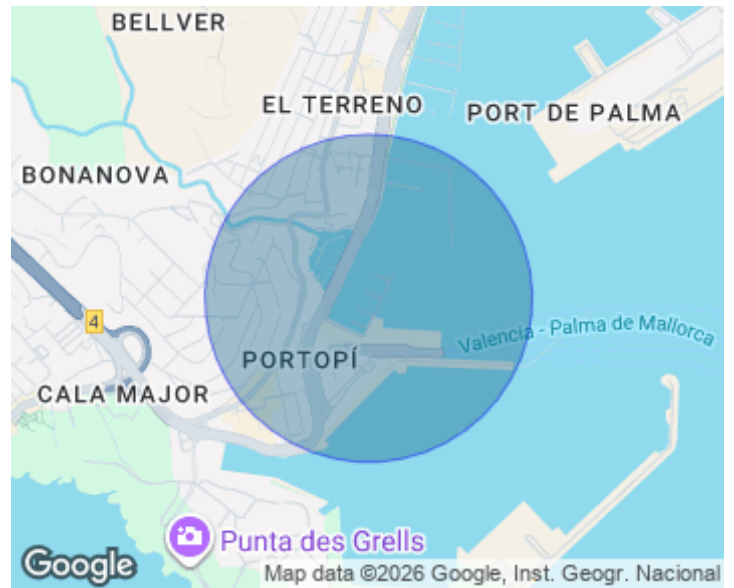 BELLVER
EL TERRENO
PORT DE PALMA
BONANOVA
Valencia - Palma de Mallorca
4
PORTOPÍ
CALA MAJOR
Punta des Grells
Google
Map data ©2026 Google, Inst. Geogr. Nacional